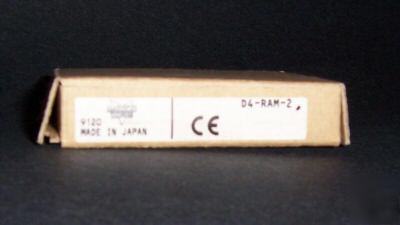 D4-RAM-2,
9120
MADE IN JAPAN
CE